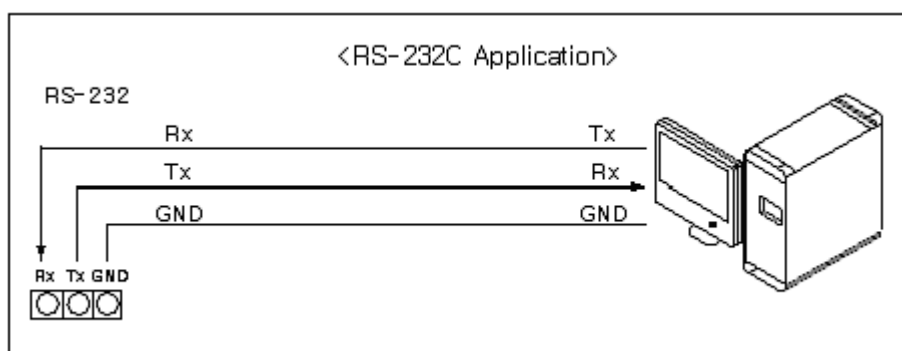 <RS-232C Application>
RS-232
Rx Tx
Tx Rx
GND GND
Rx Tx GND